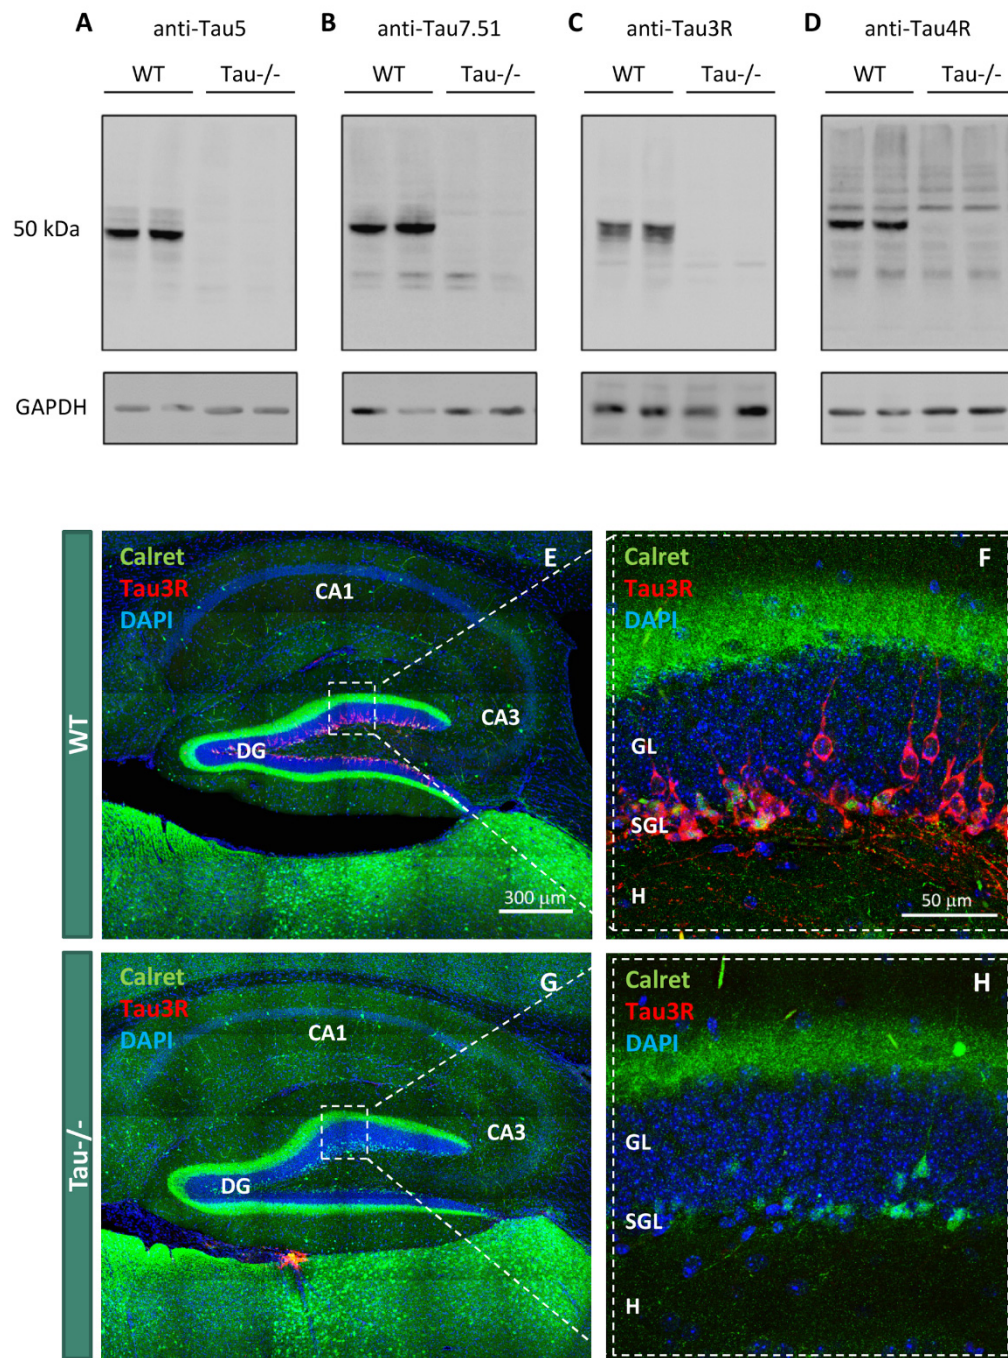 A anti-Tau5 B anti-Tau7.51 C anti-Tau3R D anti-Tau4R
WT Tau-/- WT Tau-/- WT Tau-/- WT Tau-/-
50 kDa
GAPDH
WT
Calret
Tau3R
DAPI
E
CA1
CA3
DG
300 µm
Calret
Tau3R
DAPI
F
GL
SGL
H
50 µm
Tau-/-
Calret
Tau3R
DAPI
G
CA1
CA3
DG
Calret
Tau3R
DAPI
H
GL
SGL
H